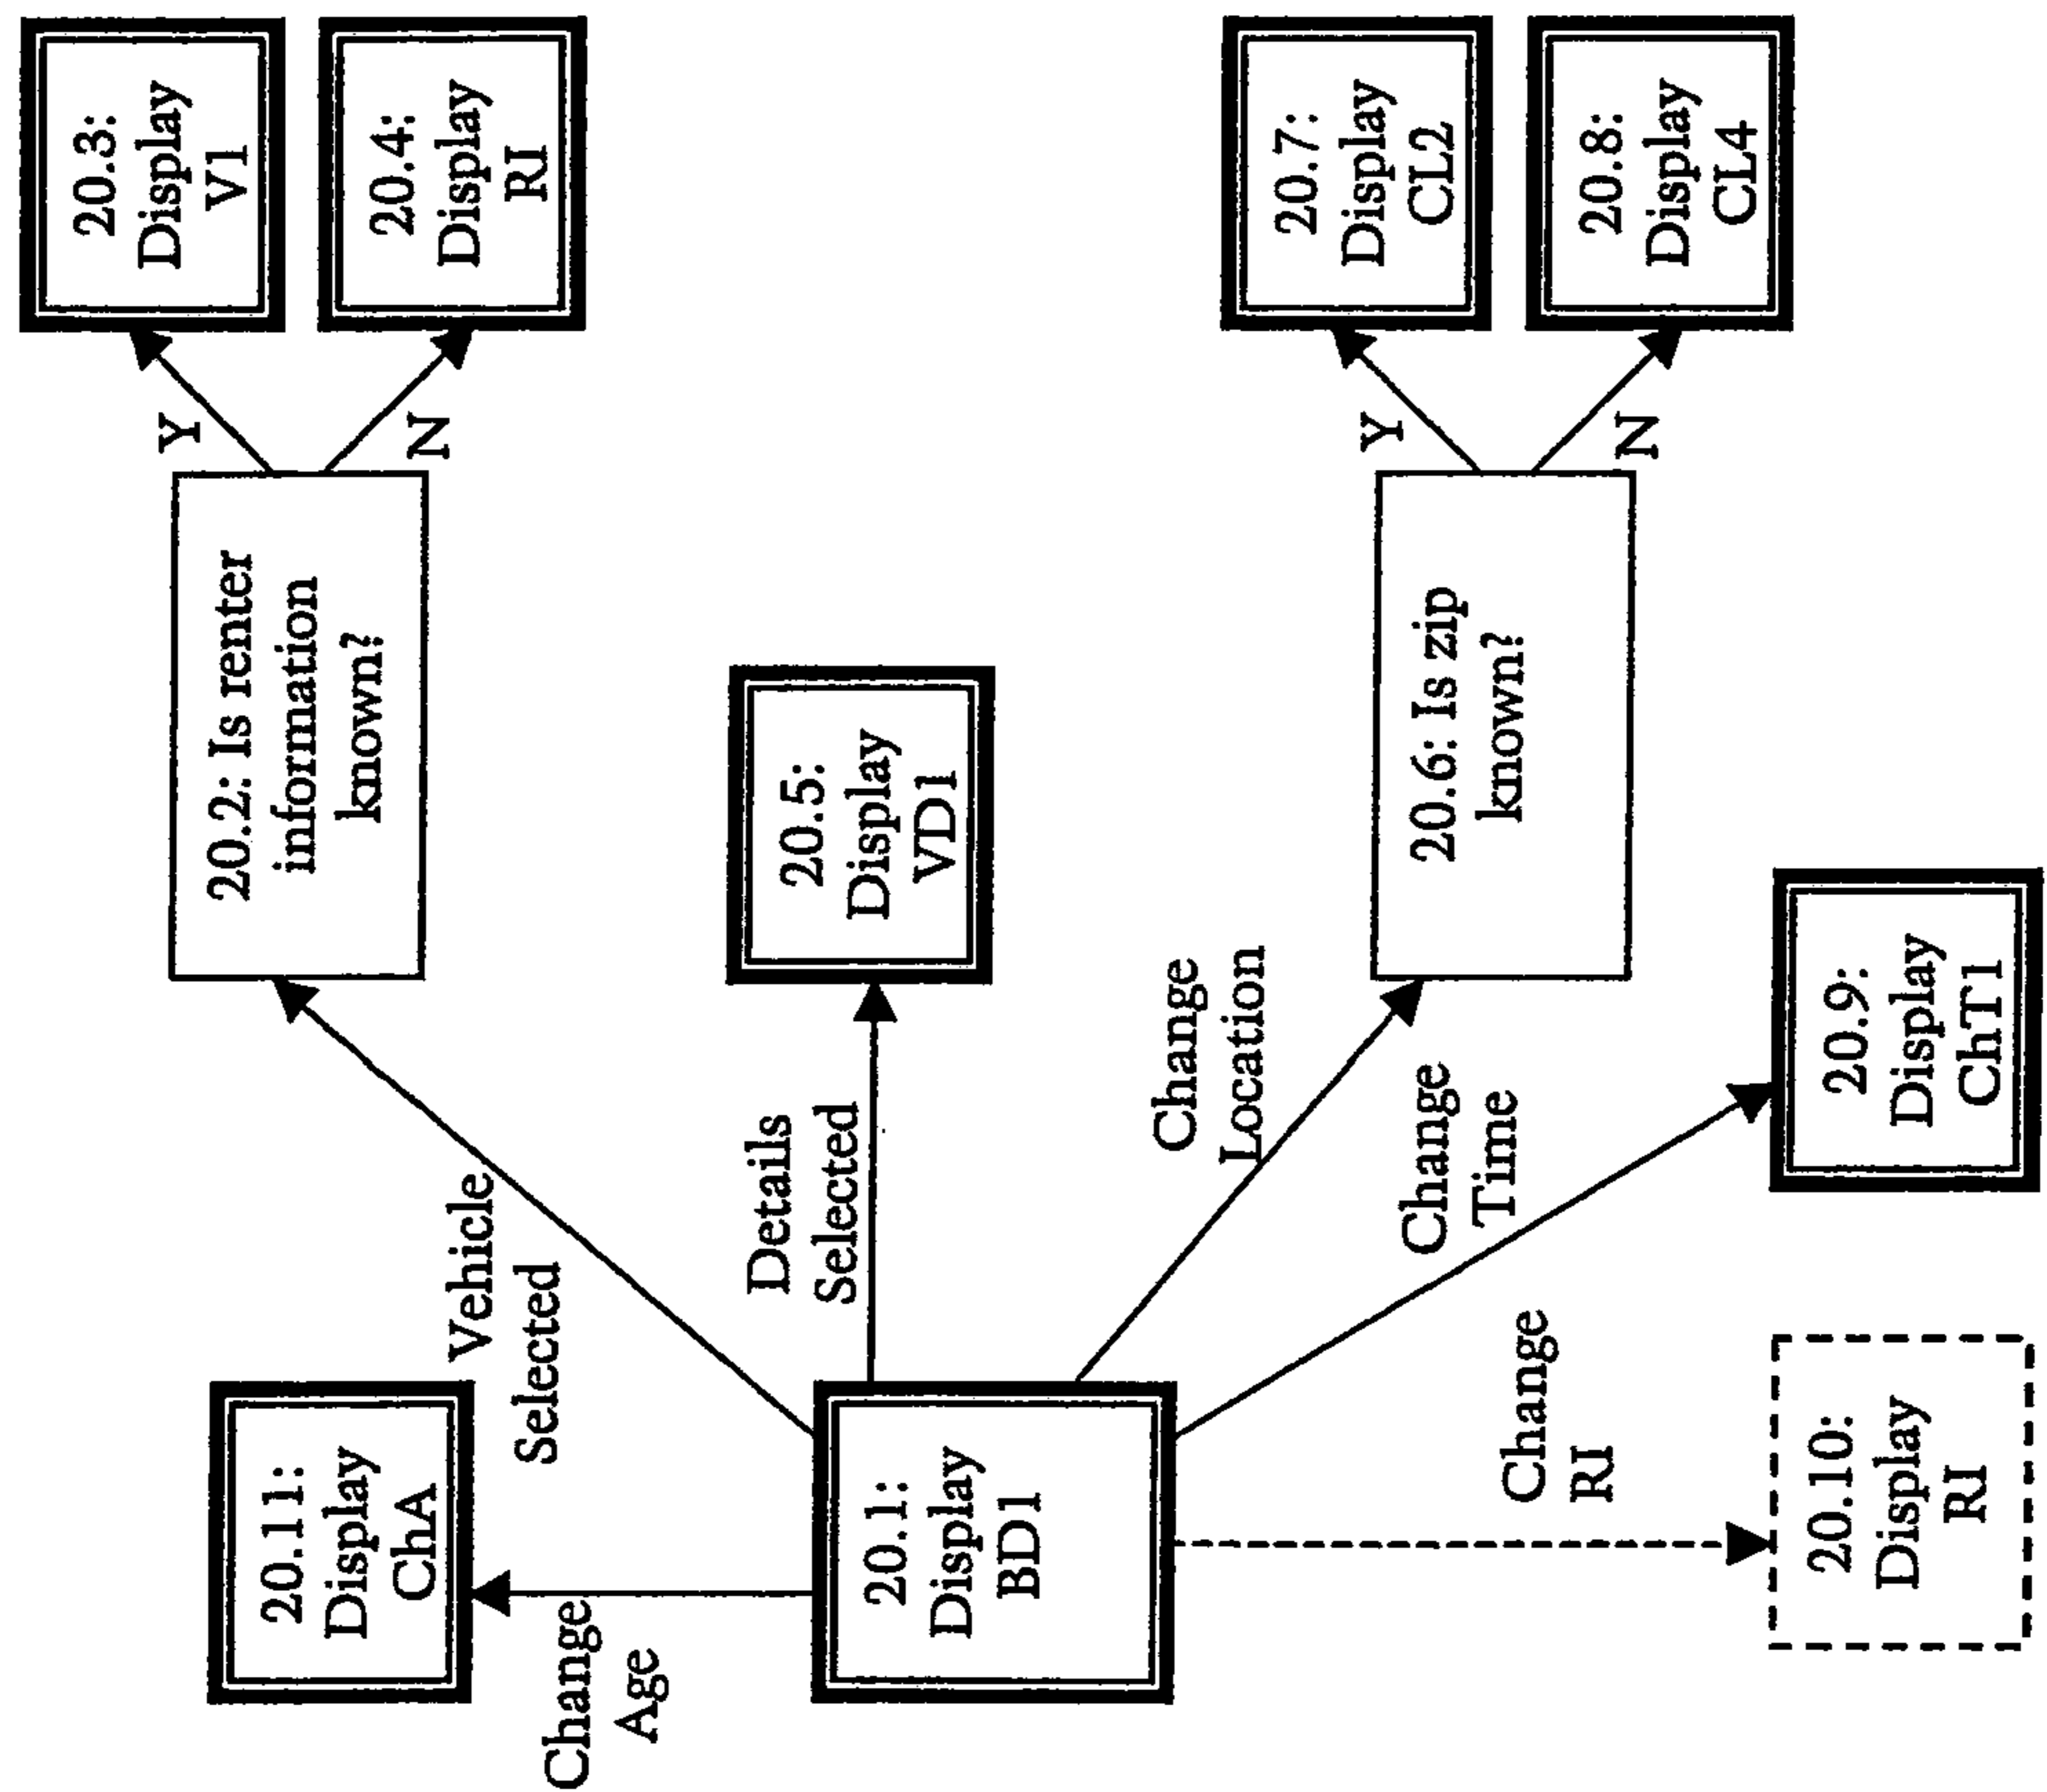 20.3:
Display
V1
20.4:
Display
RI
Y
N
20.2: Is renter
information
known?
20.7:
Display
CL2
20.8:
Display
CL4
Y
N
20.6: Is zip
known?
20.5:
Display
VD1
20.9:
Display
ChT1
Vehicle
Selected
Details
Selected
Change
Location
Change
Time
Change
RI
Change
Age
20.11:
Display
ChA
20.1:
Display
BD1
20.10:
Display
RI